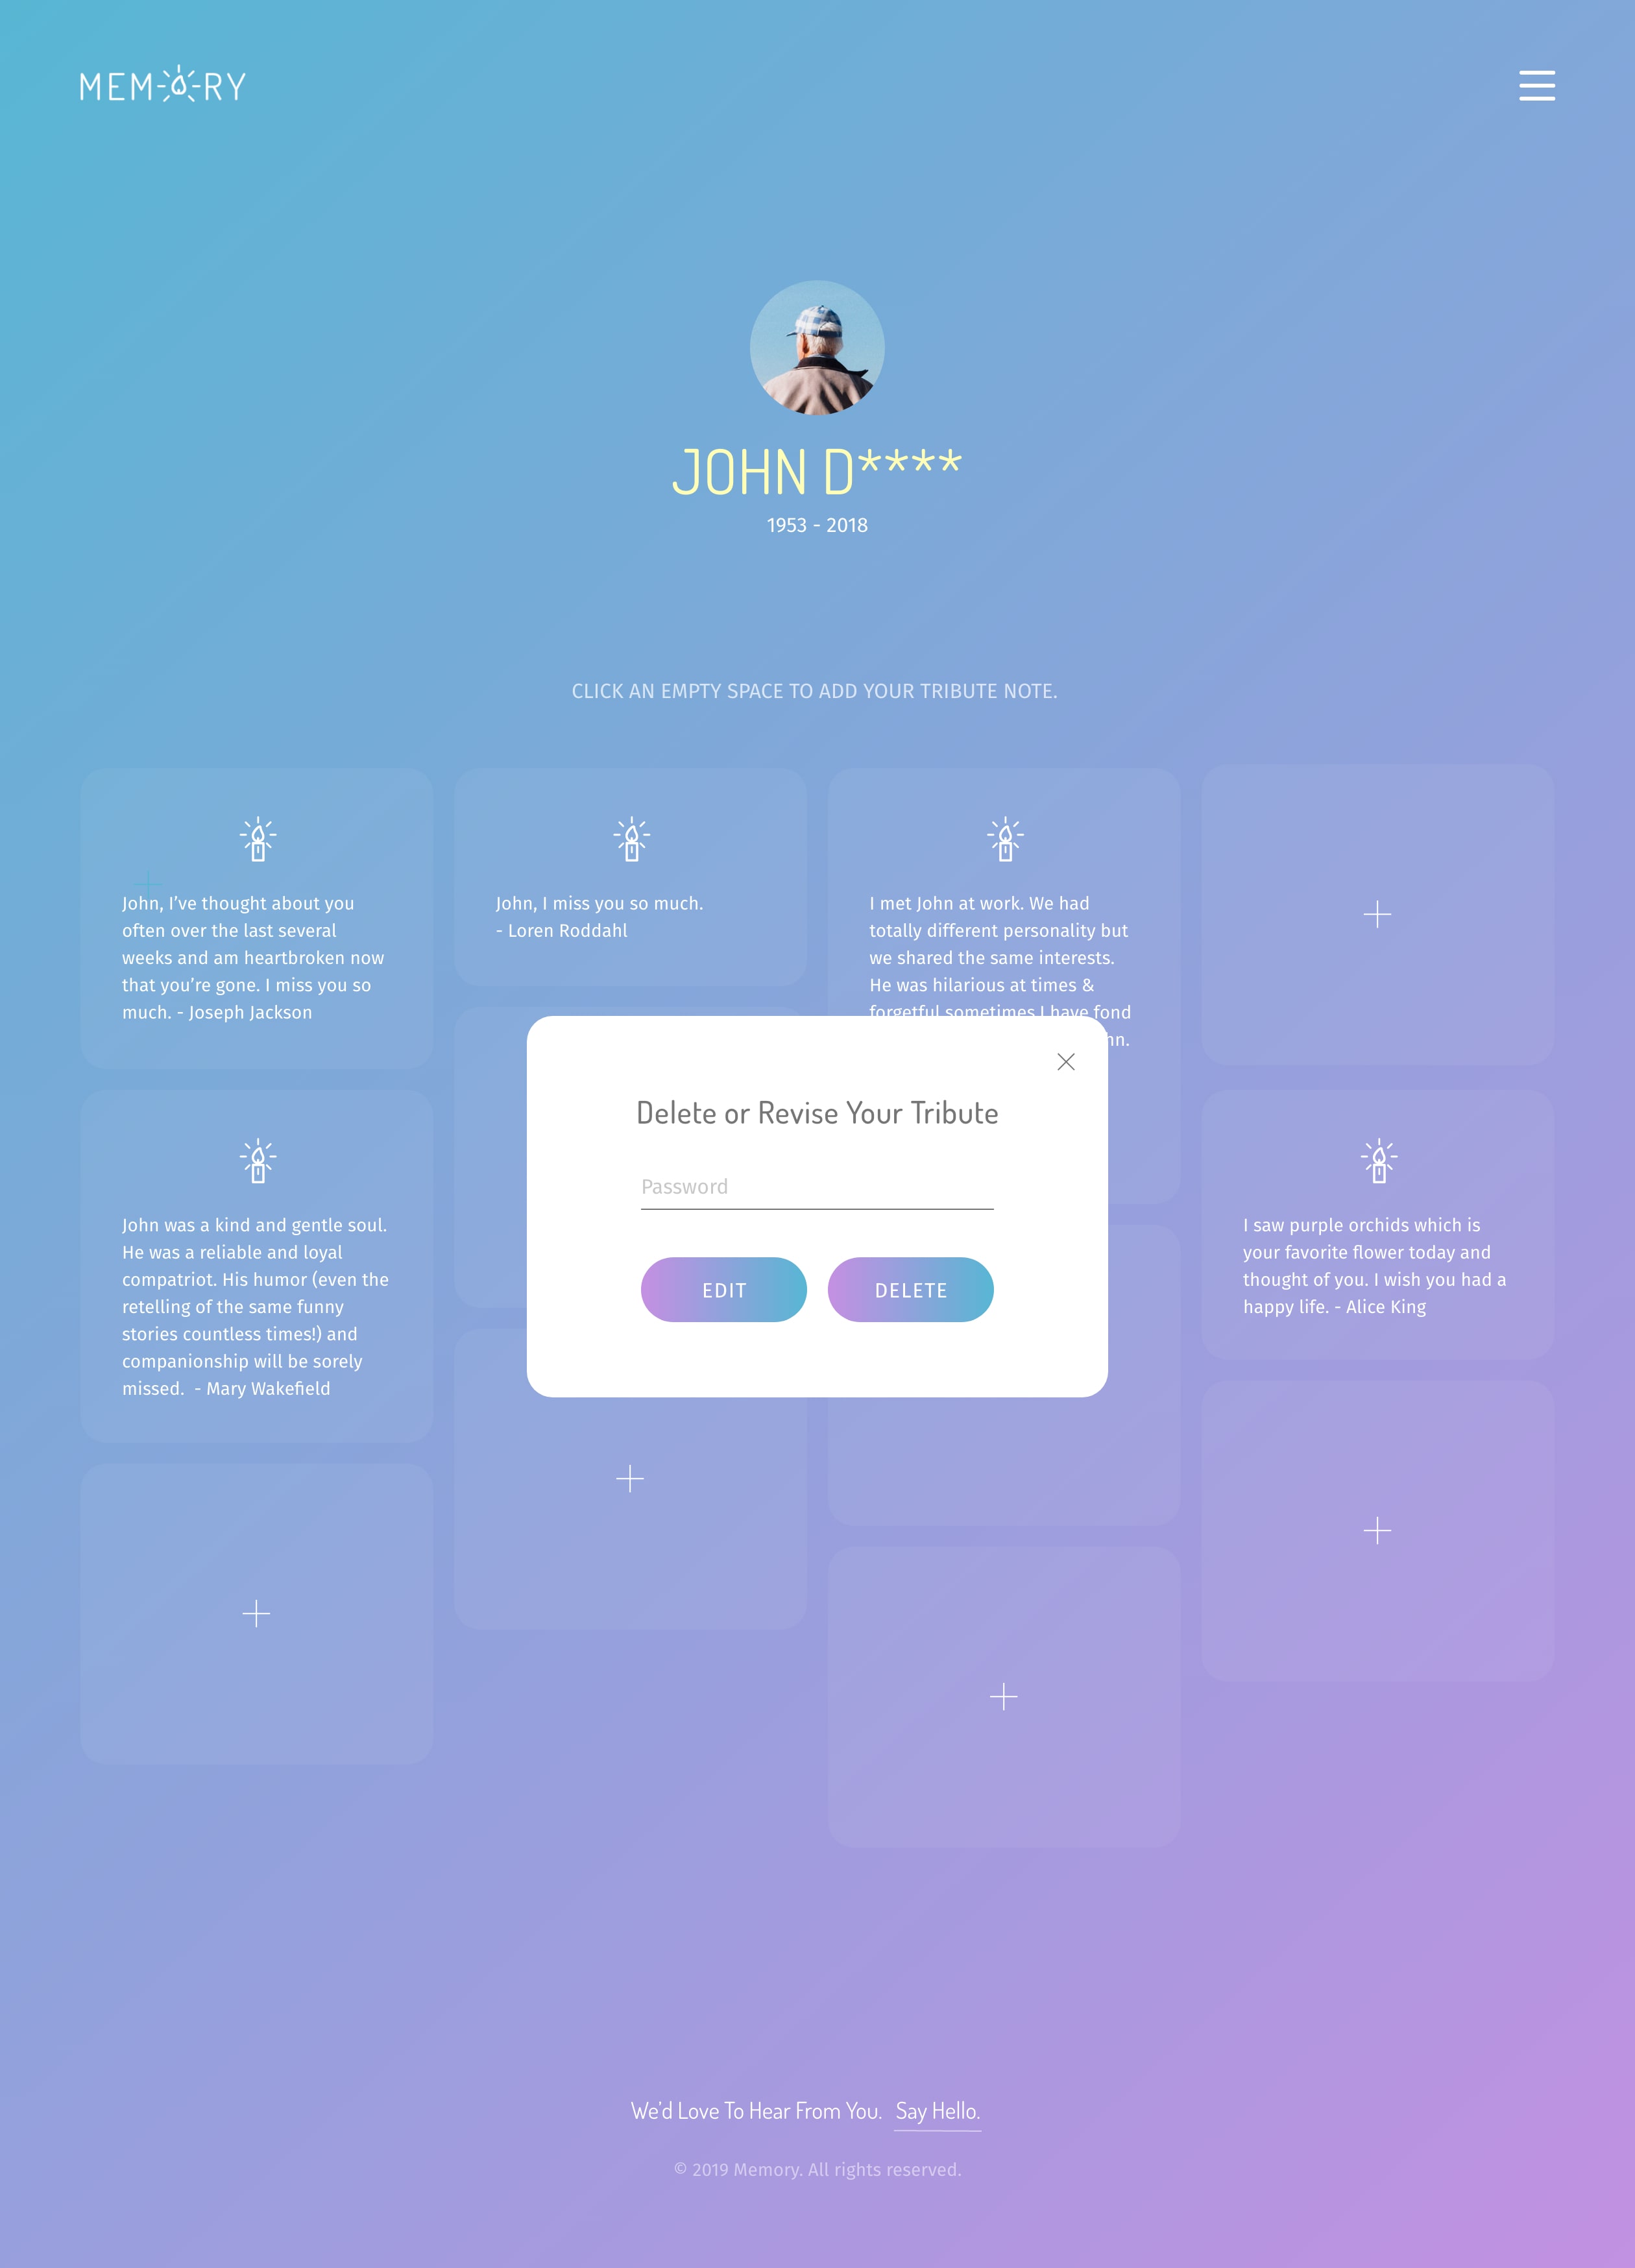 MEMORY
JOHN D****
1953 - 2018
CLICK AN EMPTY SPACE TO ADD YOUR TRIBUTE NOTE.
John, I’ve thought about you
often over the last several
weeks and am heartbroken now
that you’re gone. I miss you so
much. - Joseph Jackson
John, I miss you so much.
- Loren Roddahl
I met John at work. We had
totally different personality but
we shared the same interests.
He was hilarious at times &
forgetful sometimes I have fond
John was a kind and gentle soul.
He was a reliable and loyal
compatriot. His humor (even the
retelling of the same funny
stories countless times!) and
companionship will be sorely
missed.  - Mary Wakefield
Delete or Revise Your Tribute
Password
EDIT
DELETE
I saw purple orchids which is
your favorite flower today and
thought of you. I wish you had a
happy life. - Alice King
We’d Love To Hear From You. Say Hello.
© 2019 Memory. All rights reserved.